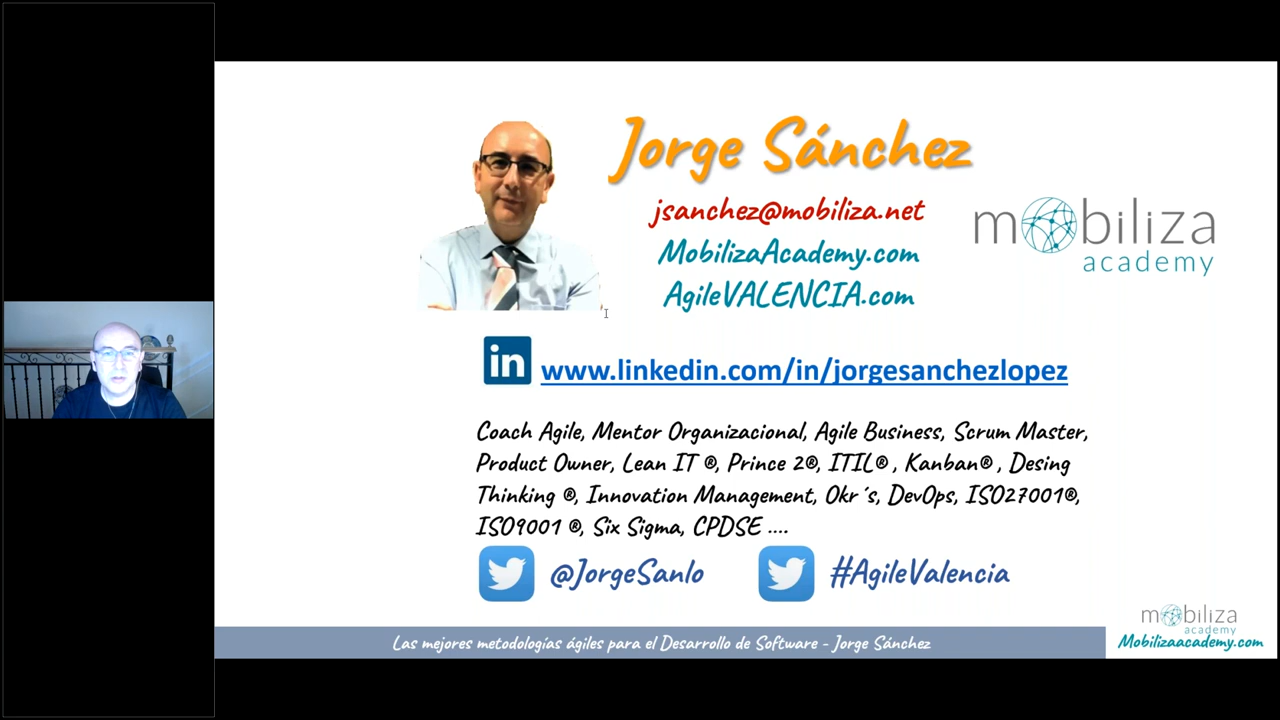 Jorge Sánchez
jsanchez@mobiliza.net
MobilizaAcademy.com
AgileVALENCIA.com
mobiliza
academy
in www.linkedin.com/in/jorgesanchezlopez
Coach Agile, Mentor Organizacional, Agile Business, Scrum Master,
Product Owner, Lean IT ®, Prince 2®, ITIL® , Kanban® , Desing
Thinking ®, Innovation Management, Okr´s, DevOps, ISO27001®,
ISO9001 ®, Six Sigma, CPDSE ....
@JorgeSanlo #AgileValencia
Las mejores metodologías ágiles para el Desarrollo de Software - Jorge Sánchez
mobiliza
academy
Mobilizaacademy.com